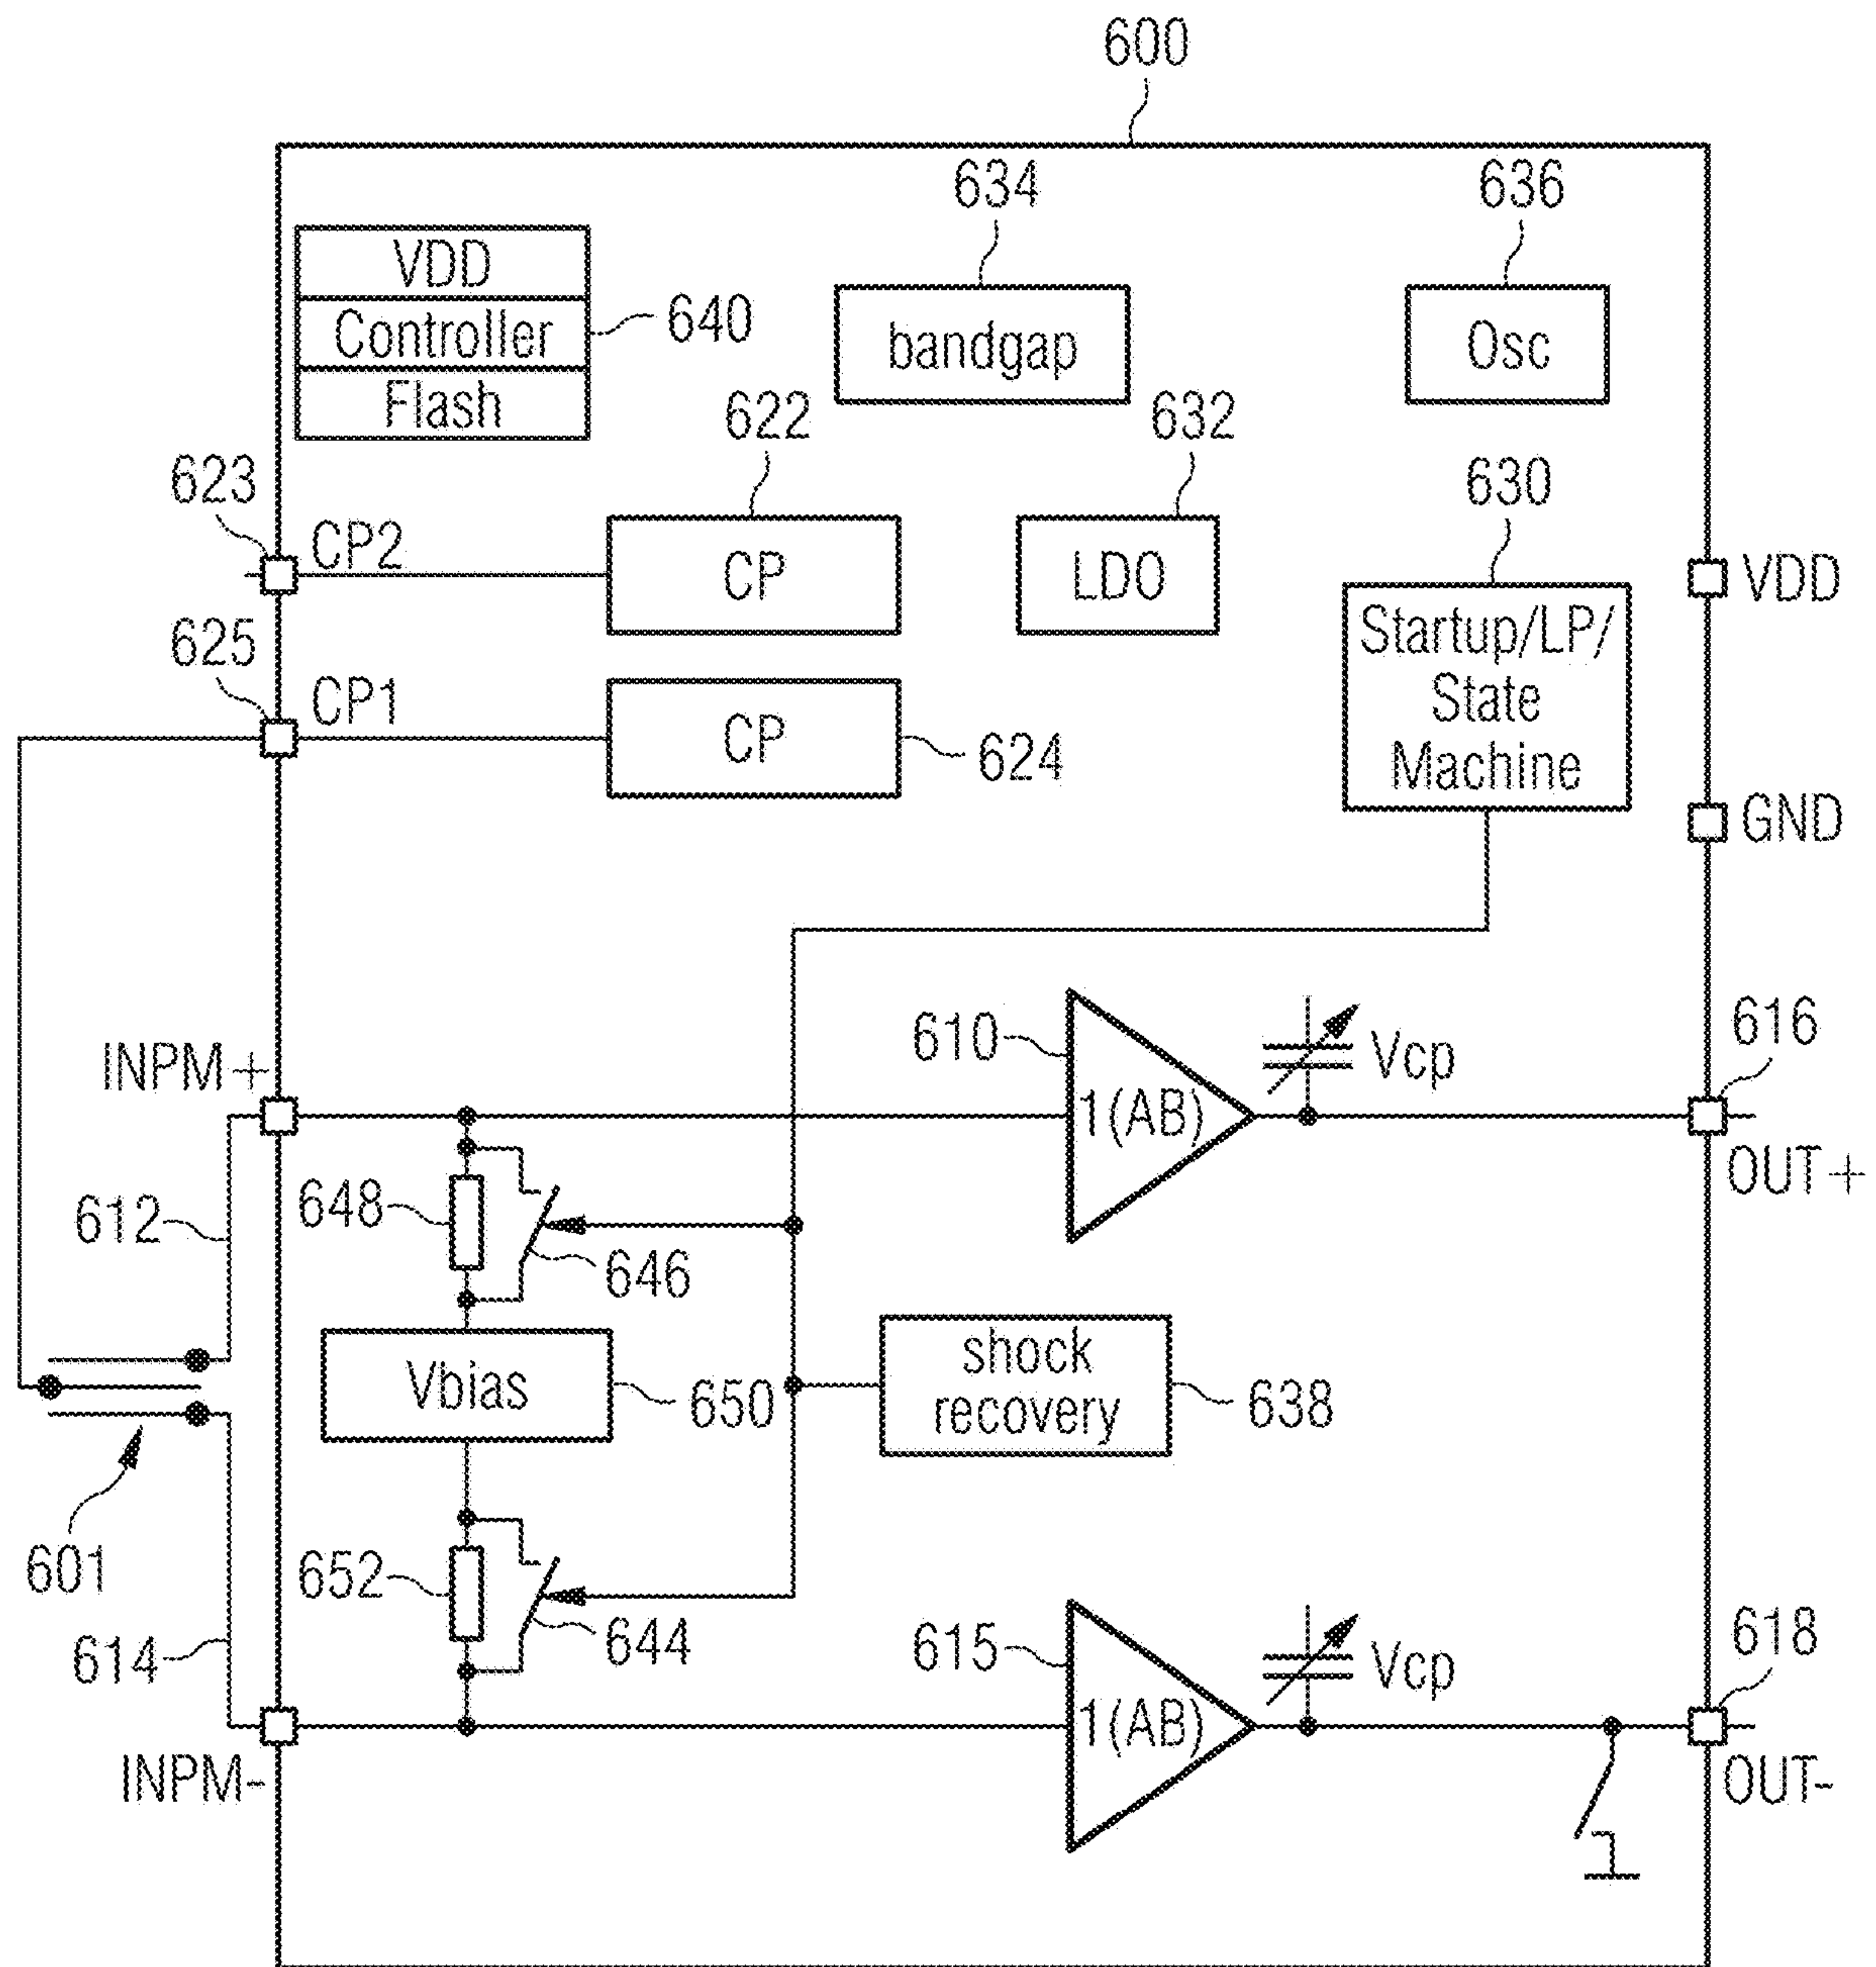 600
634
636
VDD
Controller
Flash
640
bandgap
Osc
622
632
630
623
CP2
CP
LDO
VDD
Startup/LP/
State
Machine
625
CP1
CP
624
GND
610
616
INPM+
1(AB)
Vcp
OUT+
612
648
646
shock
recovery
Vbias
650
638
601
652
644
615
618
614
1(AB)
Vcp
INPM-
OUT-